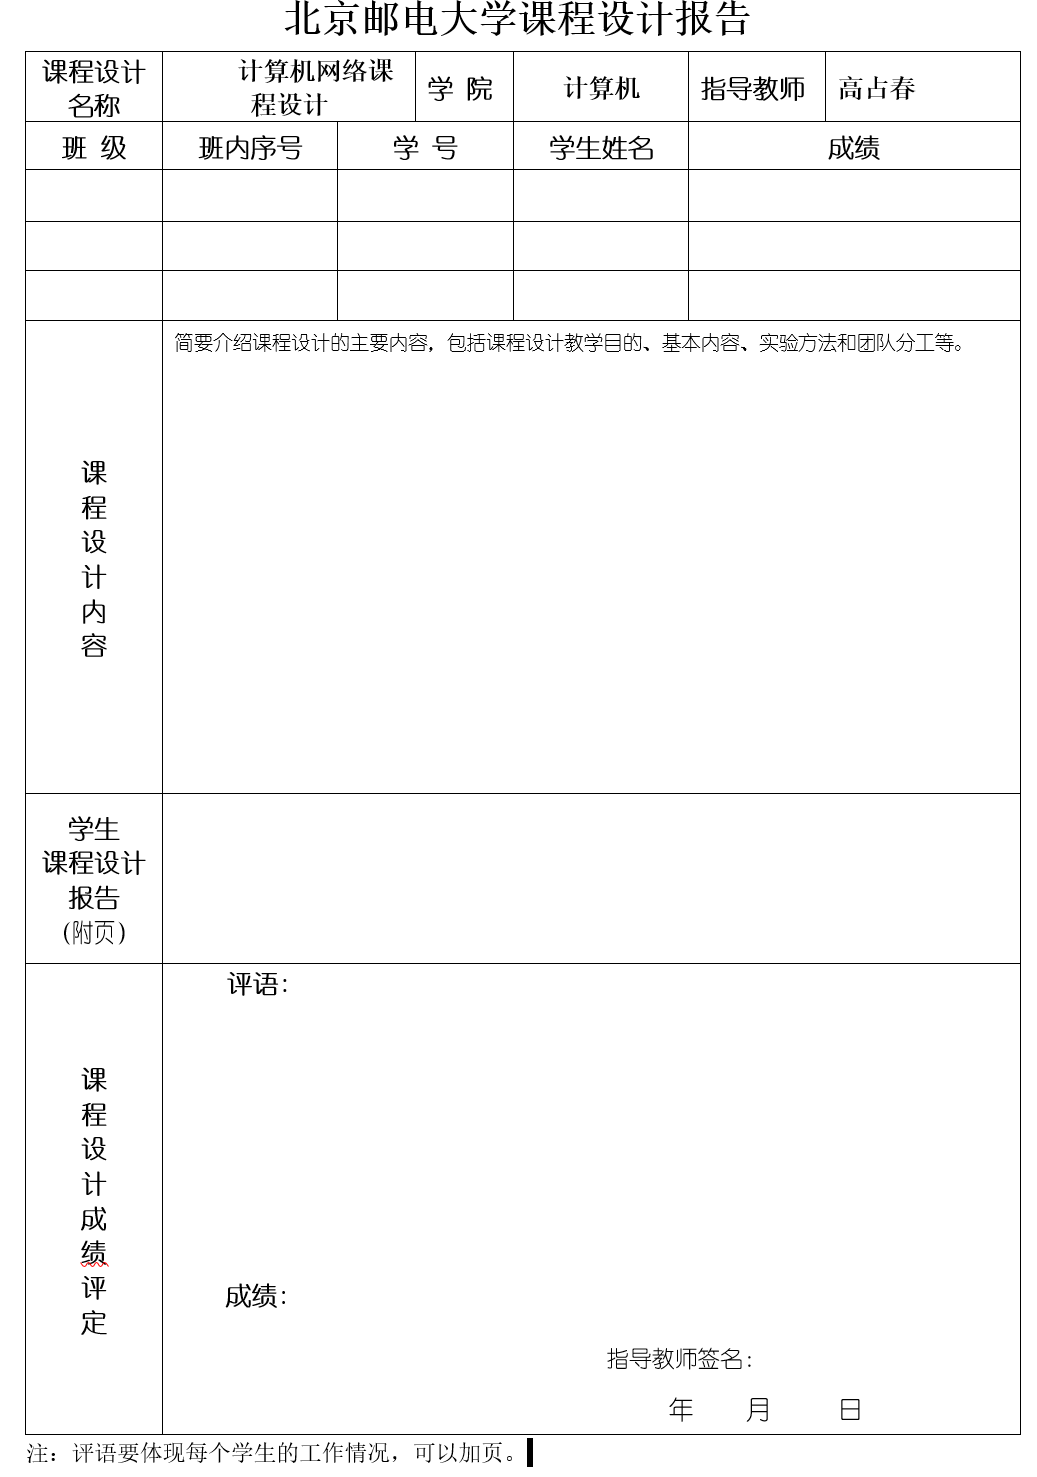 北京邮电大学课程设计报告
课程设计
名称
计算机网络课
程设计
学 院
计算机
指导教师
高占春
班 级
班内序号
学 号
学生姓名
成绩
简要介绍课程设计的主要内容，包括课程设计教学目的、基本内容、实验方法和团队分工等。
课
程
设
计
内
容
学生
课程设计
报告
（附页）
评语：
课
程
设
计
成
绩
评
定
成绩：
指导教师签名：
年 月 日
注：评语要体现每个学生的工作情况，可以加页。